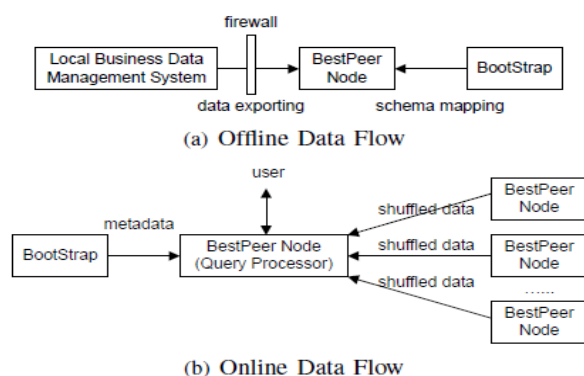 firewall
Local Business Data
Management System
BestPeer
Node
BootStrap
data exporting
schema mapping
(a) Offline Data Flow
user
BestPeer
Node
shuffled data
metadata
BootStrap
BestPeer Node
(Query Processor)
shuffled data
BestPeer
Node
shuffled data
......
BestPeer
Node
(b) Online Data Flow